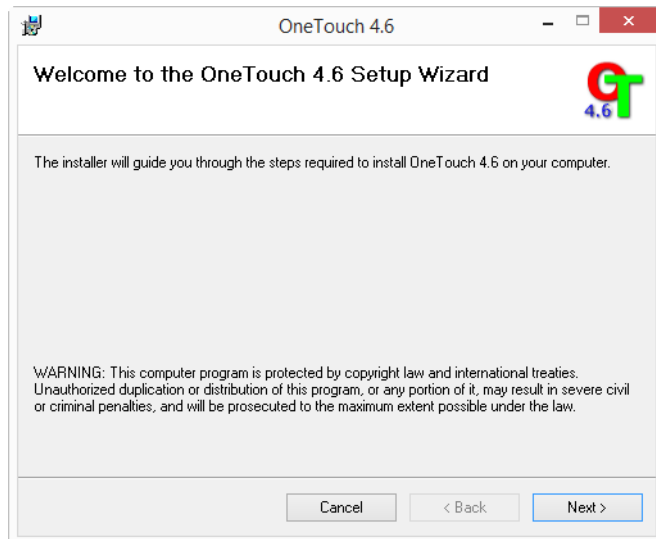 OneTouch 4.6
Welcome to the OneTouch 4.6 Setup Wizard
OT
4.6
The installer will guide you through the steps required to install OneTouch 4.6 on your computer.
WARNING: This computer program is protected by copyright law and international treaties.
Unauthorized duplication or distribution of this program, or any portion of it, may result in severe civil
or criminal penalties, and will be prosecuted to the maximum extent possible under the law.
Cancel < Back Next >